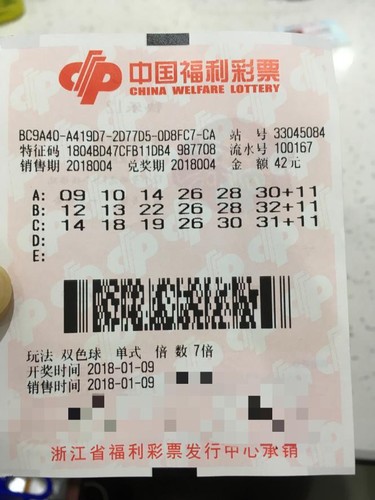 中国福利彩票
CHINA WELFARE LOTTERY
BC9A40-A419D7-2D77D5-0D8FC7-CA 站 号 33045084
特征码 1804BD47CFB11DB4 987708 流水号 100167
销售期 2018004 兑奖期 2018004 金 额 42元
A: 09 10 14 26 28 30+11
B: 12 13 22 26 28 32+11
C: 14 18 19 26 30 31+11
D:
E:
玩法 双色球 单式 倍 数 7倍
开奖时间 2018-01-09
销售时间 2018-01-09
浙江省福利彩票发行中心承销